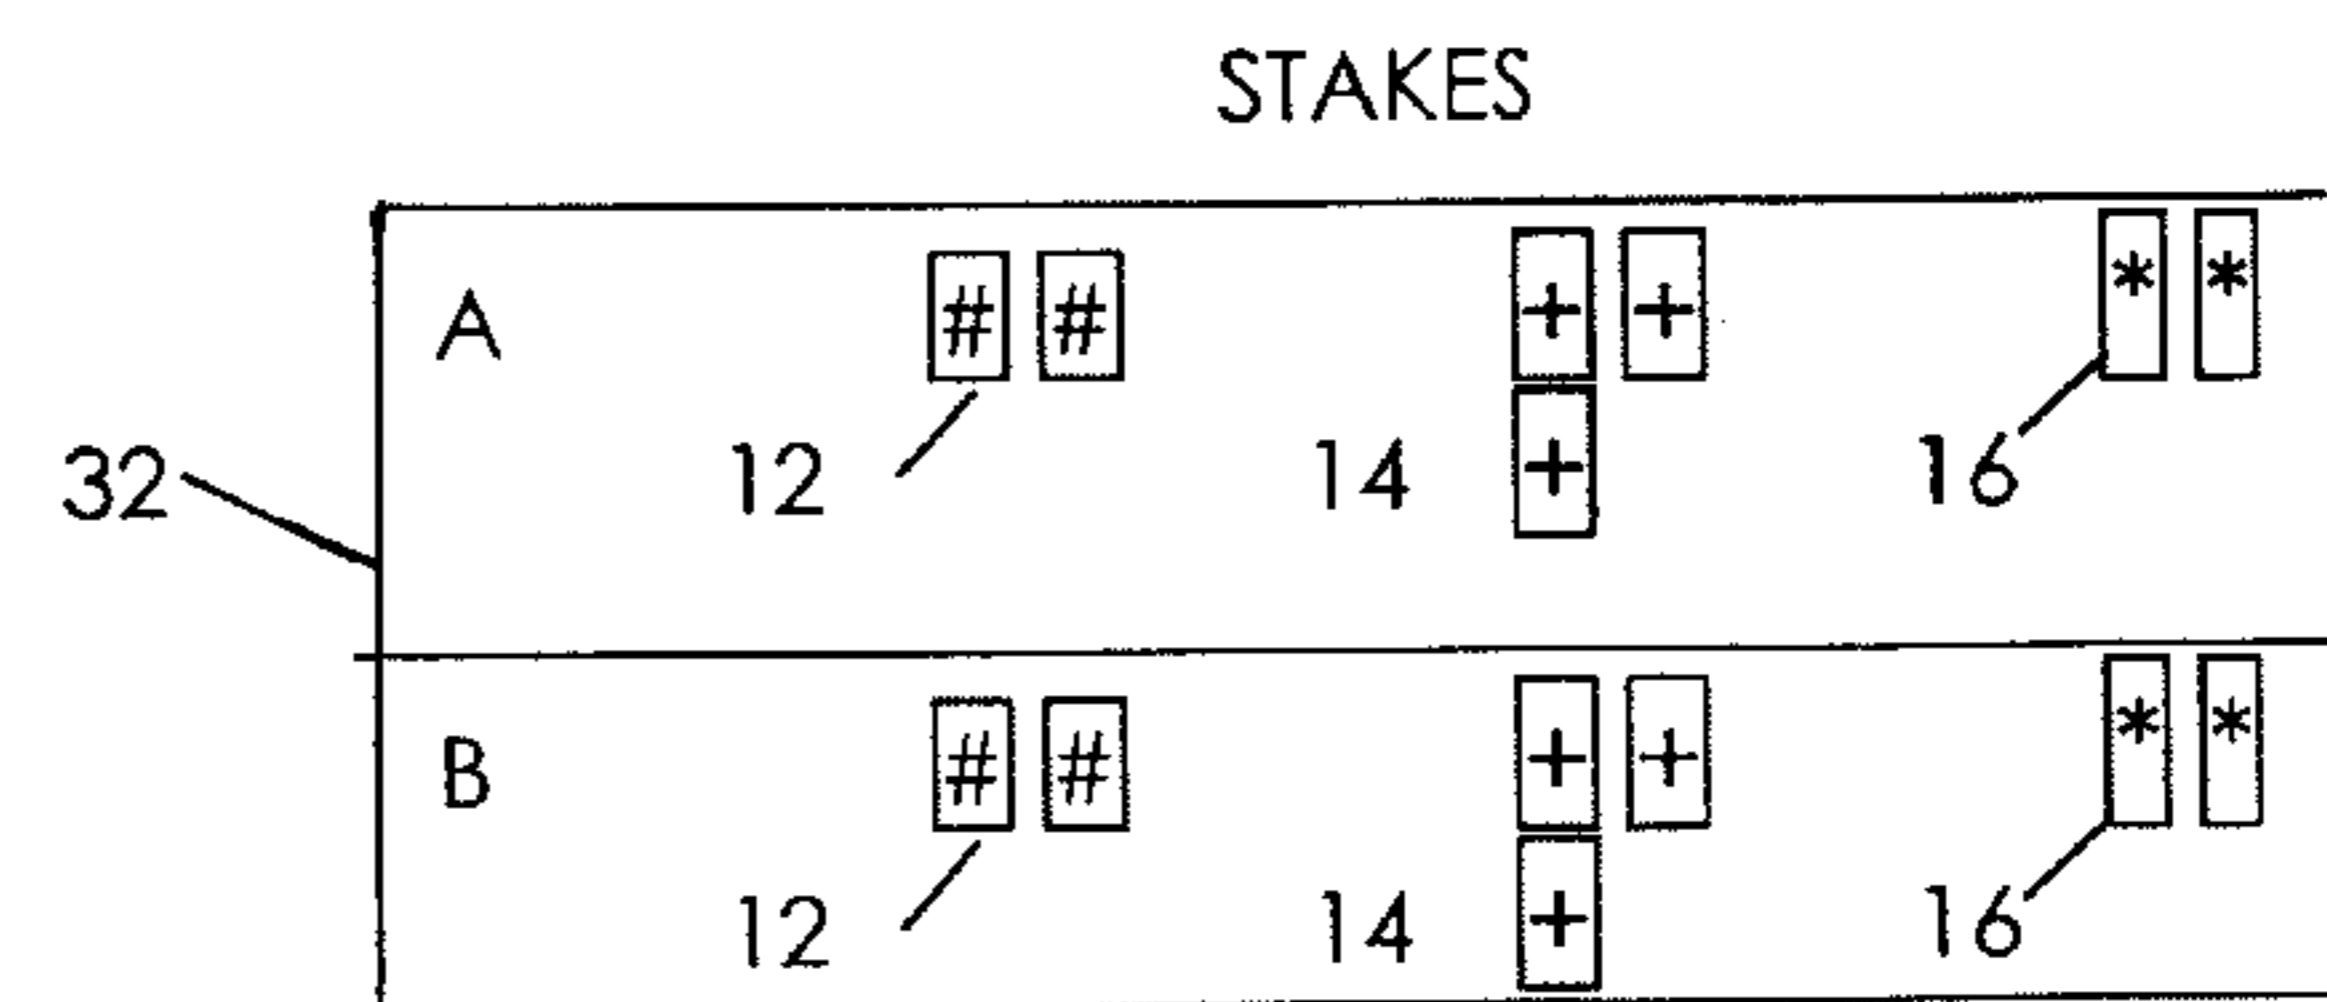 STAKES
A # # + + * *
32 12 14 + 16
B # # + + * *
12 14 + 16